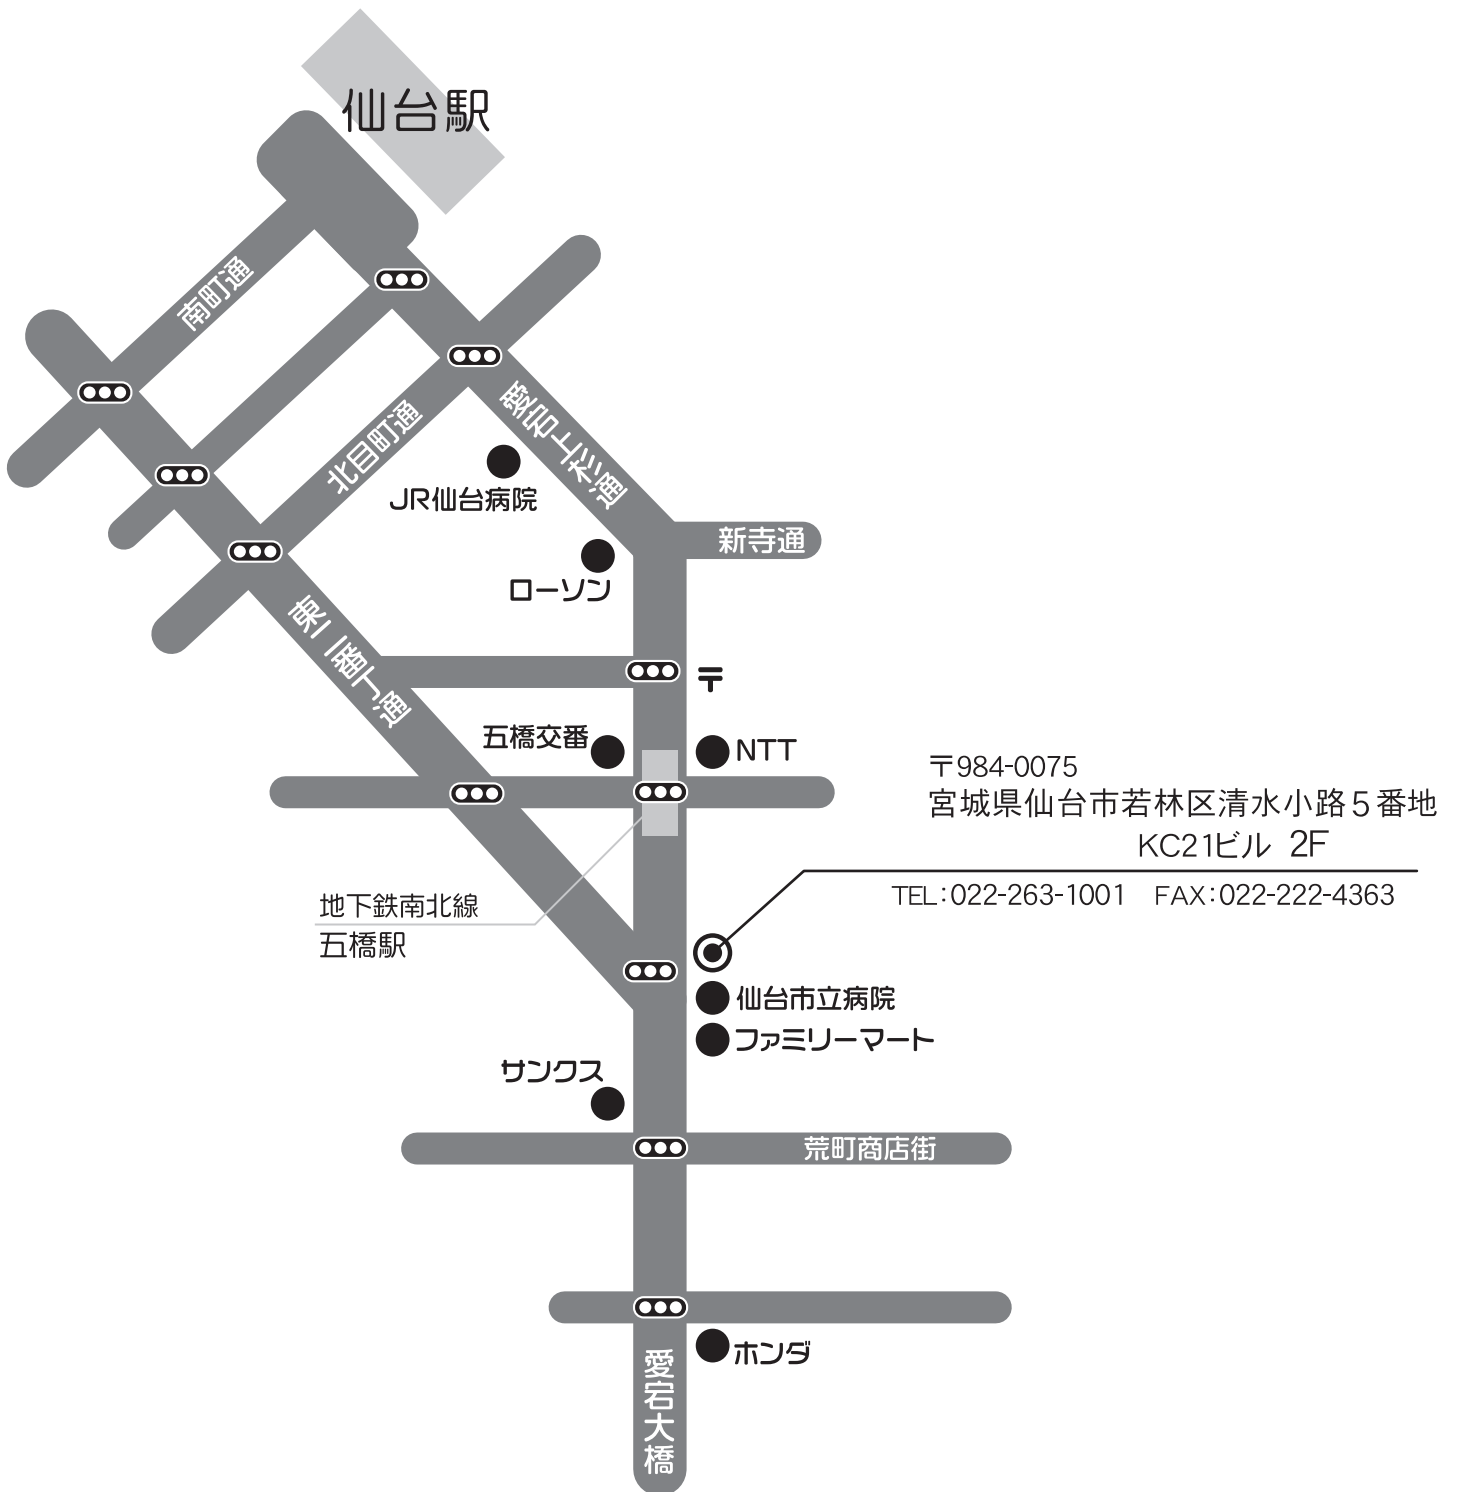 仙台駅
南町通
北目町通
愛宕上杉通
JR仙台病院
新寺通
ローソン
東二番丁通
〒
五橋交番
NTT
〒984-0075
宮城県仙台市若林区清水小路5番地
KC21ビル 2F
TEL:022-263-1001 FAX:022-222-4363
地下鉄南北線
五橋駅
仙台市立病院
ファミリーマート
サンクス
荒町商店街
ホンダ
愛宕大橋